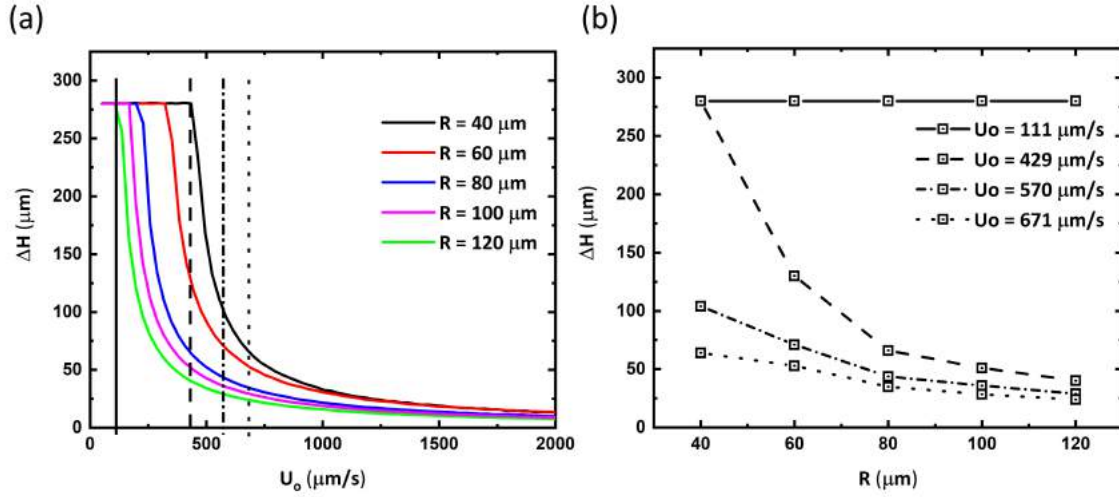 (a)
300
250
200
150
100
50
0
ΔH (μm)
R = 40 μm
R = 60 μm
R = 80 μm
R = 100 μm
R = 120 μm
0 500 1000 1500 2000
Uₒ (μm/s)
(b)
300
250
200
150
100
50
0
ΔH (μm)
Uo = 111 μm/s
Uo = 429 μm/s
Uo = 570 μm/s
Uo = 671 μm/s
40 60 80 100 120
R (μm)